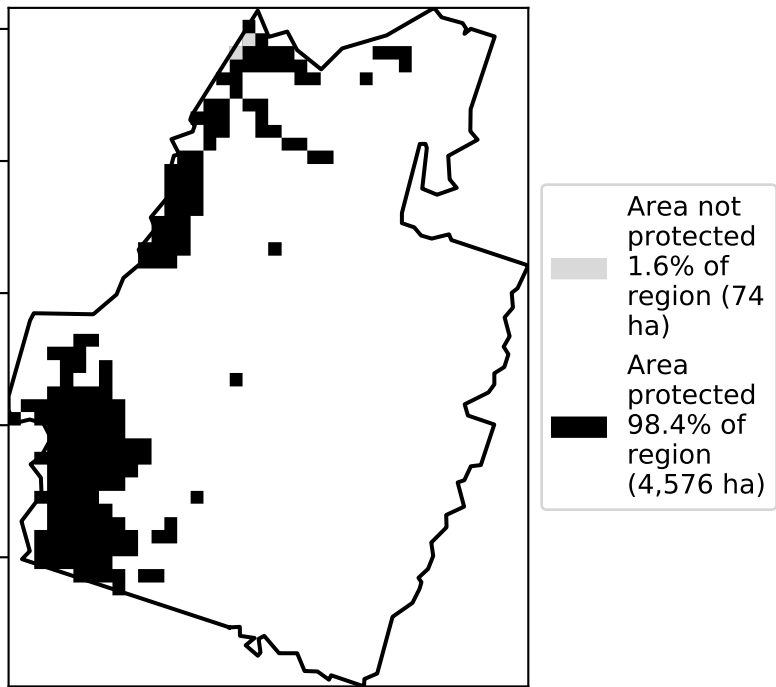 Area not
protected
1.6% of
region (74
ha)
Area
protected
98.4% of
region
(4,576 ha)